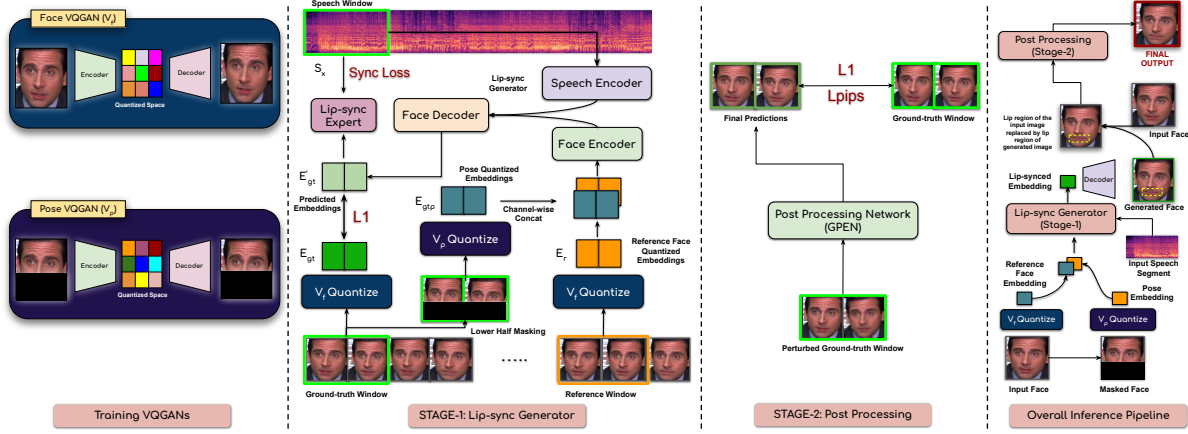 Face VQGAN (Vf)
Encoder
Decoder
Quantized Space
Pose VQGAN (Vp)
Encoder
Decoder
Quantized Space
Training VQGANs
Speech Window
Sx
Sync Loss
Lip-sync
Generator
Speech Encoder
Lip-sync
Expert
Face Decoder
Face Encoder
E'gt
Predicted
Embeddings
Pose Quantized
Embeddings
Egtp
Channel-wise
Concat
L1
Egt
Vp Quantize
Er
Reference Face
Quantized
Embeddings
Vf Quantize
Vf Quantize
Lower Half Masking
.....
Ground-truth Window
Reference Window
STAGE-1: Lip-sync Generator
L1
Lpips
Final Predictions
Ground-truth Window
Post Processing Network
(GPEN)
Perturbed Ground-truth Window
STAGE-2: Post Processing
Post Processing
(Stage-2)
FINAL
OUTPUT
Lip region of the
input image
replaced by lip
region of
generated image
Input Face
Lip-synced
Embedding
Decoder
Generated Face
Lip-sync Generator
(Stage-1)
Input Speech
Segment
Reference Face
Embedding
Pose
Embedding
Vf Quantize
Vp Quantize
Input Face
Masked Face
Overall Inference Pipeline